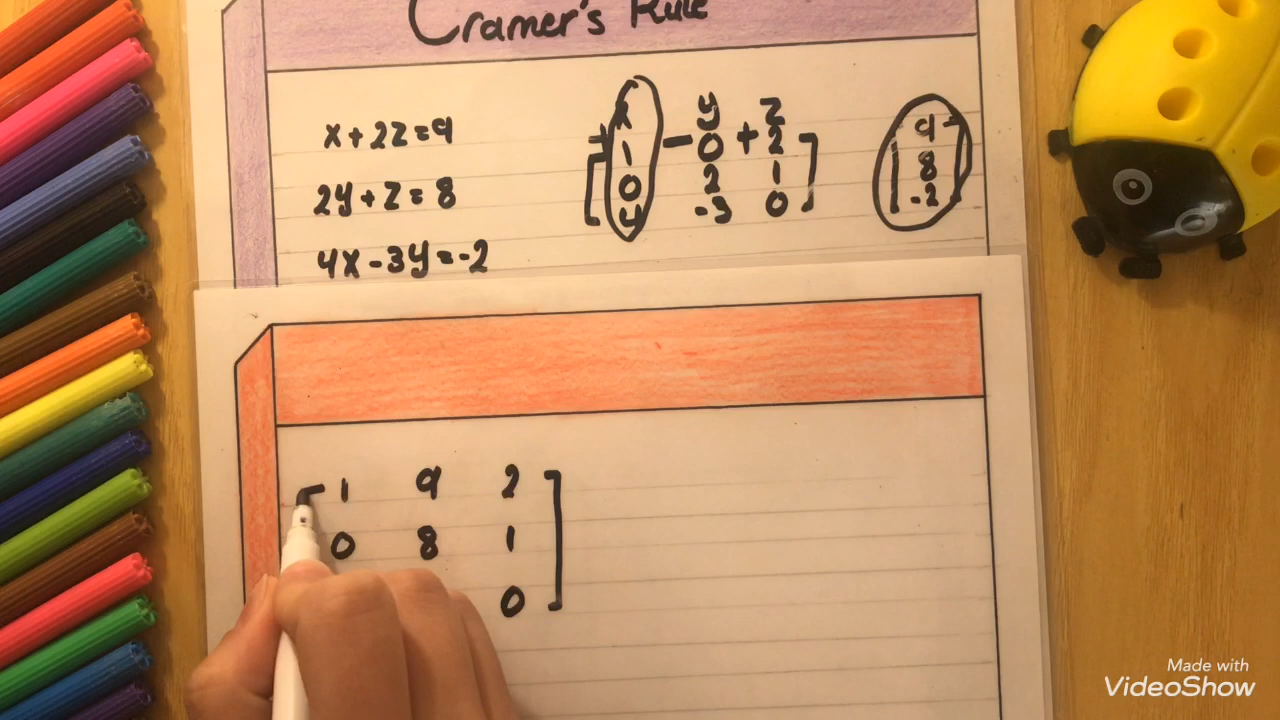 Cramer's Rule
x + 2z = 9
2y + z = 8
4x - 3y = -2
x y z
1 - 0 + 2
0 2 1
4 -3 0
9
8
-2
1 9 2
0 8 1
0
Made with
VideoShow